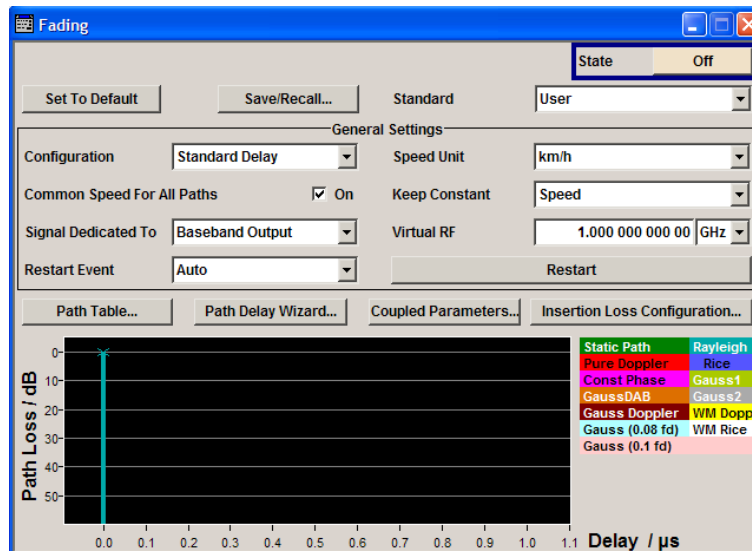 Fading
State Off
Set To Default Save/Recall... Standard User
General Settings
Configuration Standard Delay Speed Unit km/h
Common Speed For All Paths On Keep Constant Speed
Signal Dedicated To Baseband Output Virtual RF 1.000 000 000 00 GHz
Restart Event Auto Restart
Path Table... Path Delay Wizard... Coupled Parameters... Insertion Loss Configuration...
Static Path Rayleigh
Pure Doppler Rice
Const Phase Gauss1
GaussDAB Gauss2
Gauss Doppler WM Dopp
Gauss (0.08 fd) WM Rice
Gauss (0.1 fd)
Path Loss / dB
0
10
20
30
40
50
0.0 0.1 0.2 0.3 0.4 0.5 0.6 0.7 0.8 0.9 1.0 1.1 Delay / µs